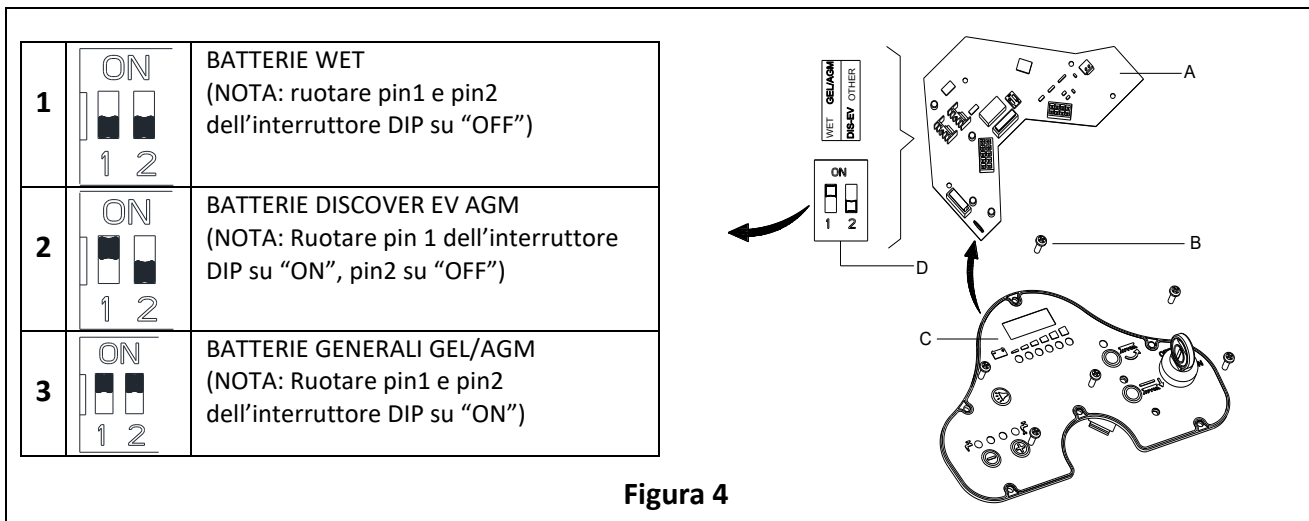 1
ON
1 2
BATTERIE WET
(NOTA: ruotare pin1 e pin2
dell’interruttore DIP su “OFF”)
2
ON
1 2
BATTERIE DISCOVER EV AGM
(NOTA: Ruotare pin 1 dell’interruttore
DIP su “ON”, pin2 su “OFF”)
3
ON
1 2
BATTERIE GENERALI GEL/AGM
(NOTA: Ruotare pin1 e pin2
dell’interruttore DIP su “ON”)
WET GEL/AGM
DIS-EV OTHER
ON
1 2
D
A
B
C
Figura 4